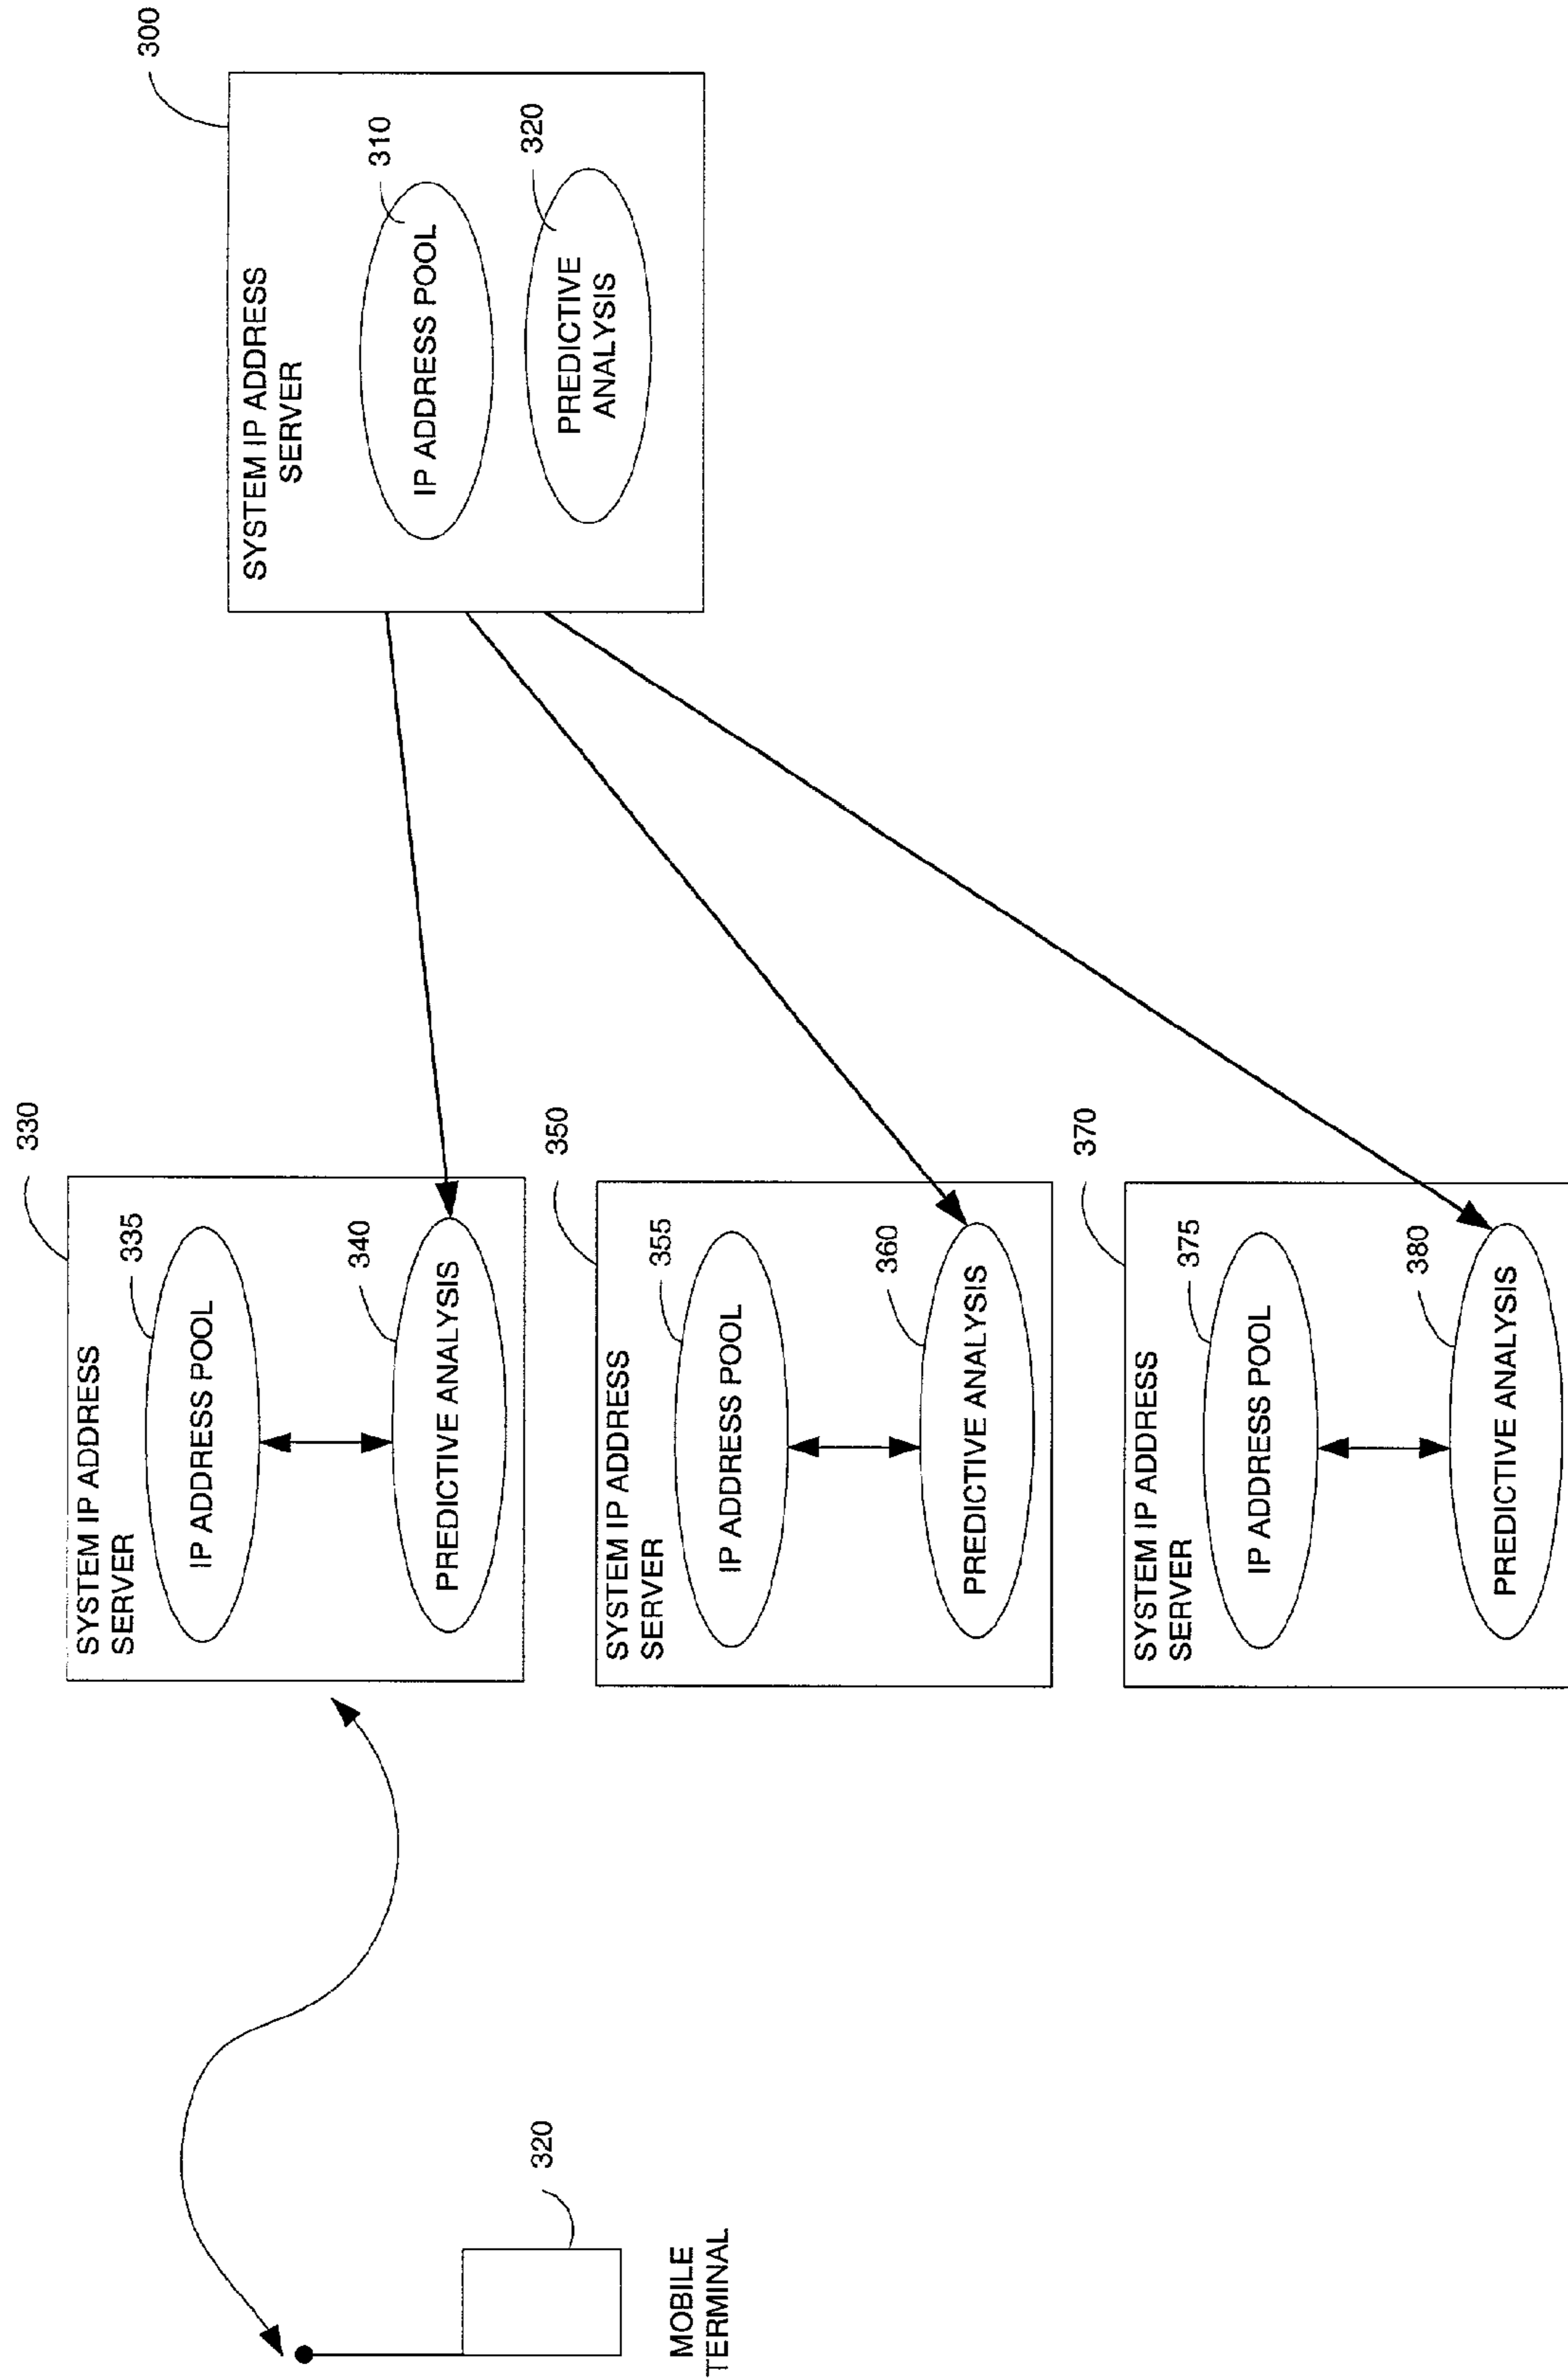 300
SYSTEM IP ADDRESS
SERVER
310
IP ADDRESS POOL
320
PREDICTIVE
ANALYSIS
330
SYSTEM IP ADDRESS
SERVER
335
IP ADDRESS POOL
340
PREDICTIVE ANALYSIS
350
SYSTEM IP ADDRESS
SERVER
355
IP ADDRESS POOL
360
PREDICTIVE ANALYSIS
370
SYSTEM IP ADDRESS
SERVER
375
IP ADDRESS POOL
380
PREDICTIVE ANALYSIS
320
MOBILE
TERMINAL